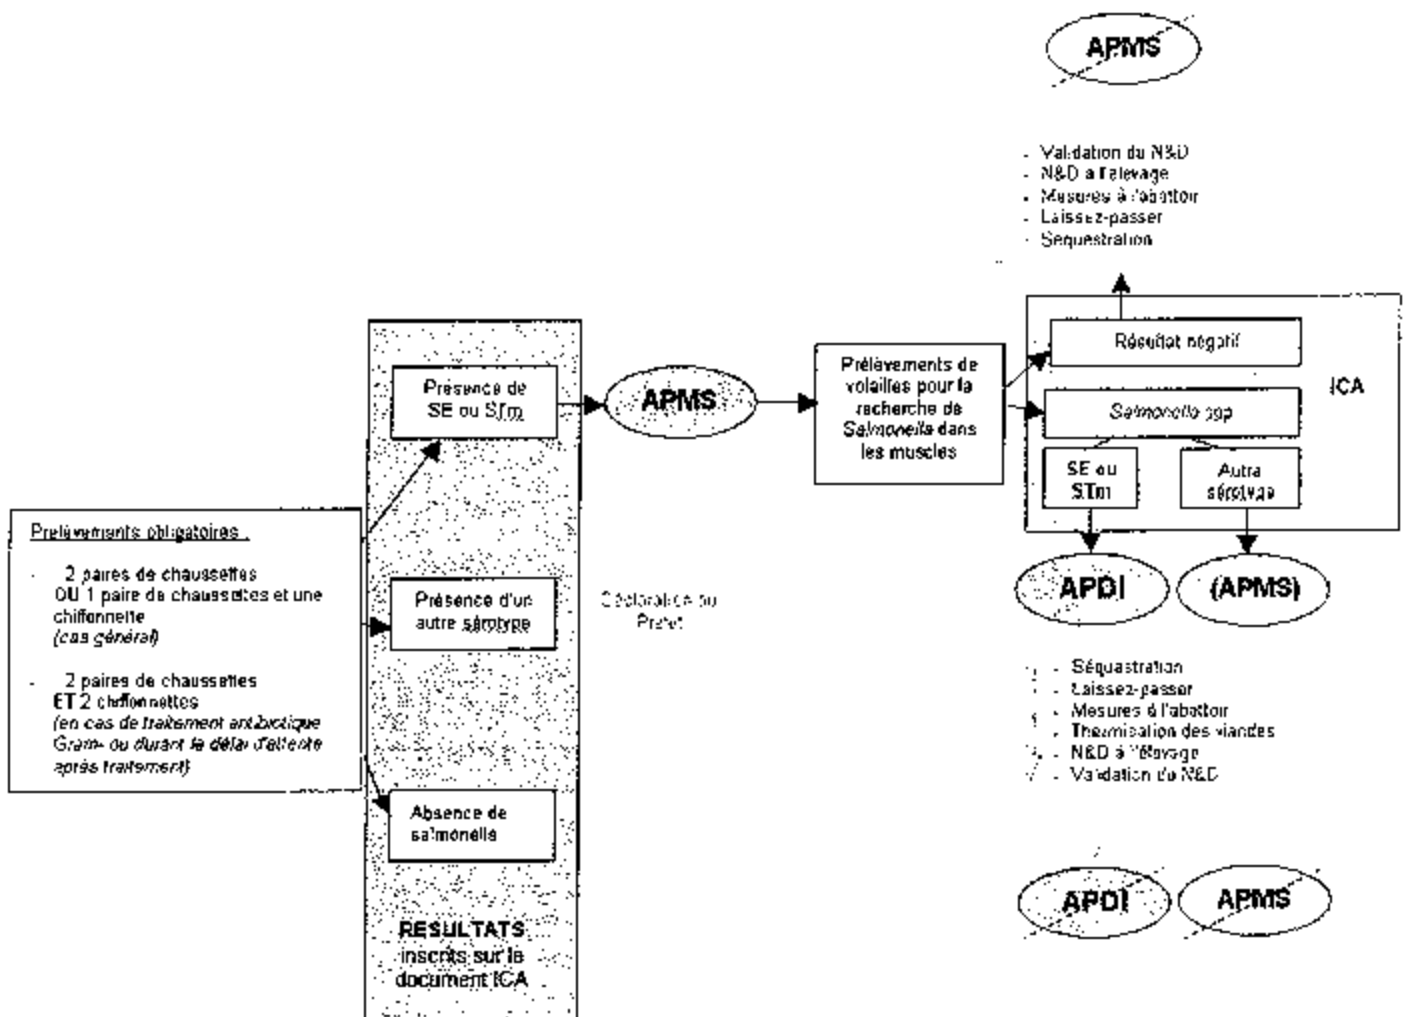 APMS
- Validation du N&D
- N&D à l'élevage
- Mesures à l'abattoir
- Laissez-passer
- Séquestration
Prélèvements obligatoires :
- 2 paires de chaussettes
OU 1 paire de chaussettes et une
chiffonnette
(cas général)
- 2 paires de chaussettes
ET 2 chiffonnettes
(en cas de traitement antibiotique
Gram- ou durant le délai d'attente
après traitement)
Présence de
SE ou STm
Présence d'un
autre sérotype
Absence de
salmonelle
RESULTATS
inscrits sur le
document ICA
APMS
Déclaration au
Préfet
Prélèvements de
volailles pour la
recherche de
Salmonella dans
les muscles
Résultat négatif
ICA
Salmonella spp
SE ou
STm
Autre
sérotype
APDI
(APMS)
- Séquestration
- Laissez-passer
- Mesures à l'abattoir
- Thermisation des viandes
- N&D à l'élevage
- Validation du N&D
APDI
APMS